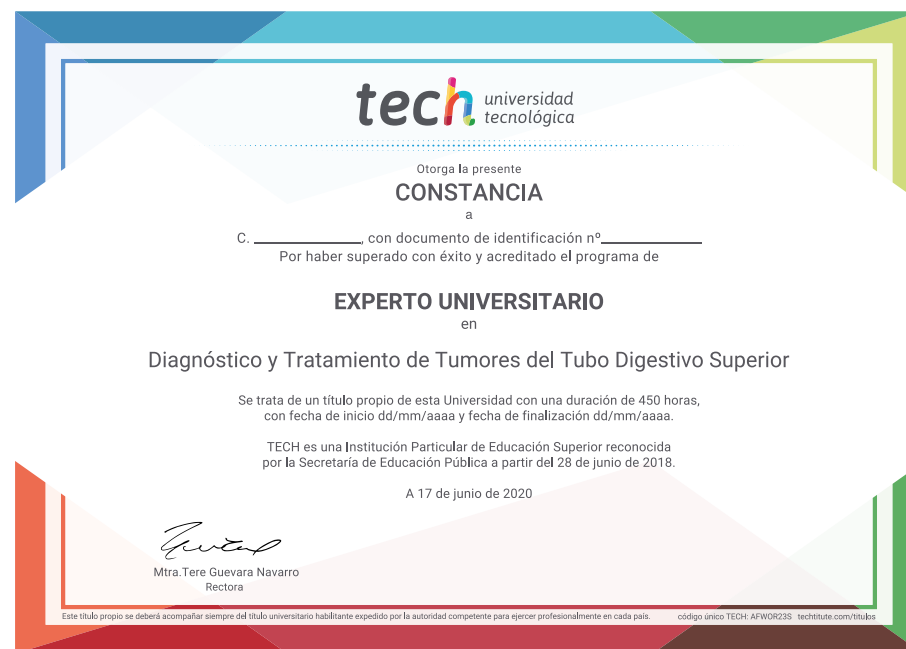 tech universidad
tecnológica
Otorga la presente
CONSTANCIA
a
C. ____________, con documento de identificación nº____________
Por haber superado con éxito y acreditado el programa de
EXPERTO UNIVERSITARIO
en
Diagnóstico y Tratamiento de Tumores del Tubo Digestivo Superior
Se trata de un título propio de esta Universidad con una duración de 450 horas,
con fecha de inicio dd/mm/aaaa y fecha de finalización dd/mm/aaaa.
TECH es una Institución Particular de Educación Superior reconocida
por la Secretaría de Educación Pública a partir del 28 de junio de 2018.
A 17 de junio de 2020
Mtra.Tere Guevara Navarro
Rectora
Este título propio se deberá acompañar siempre del título universitario habilitante expedido por la autoridad competente para ejercer profesionalmente en cada país. código único TECH: AFWOR23S techtitute.com/titulos